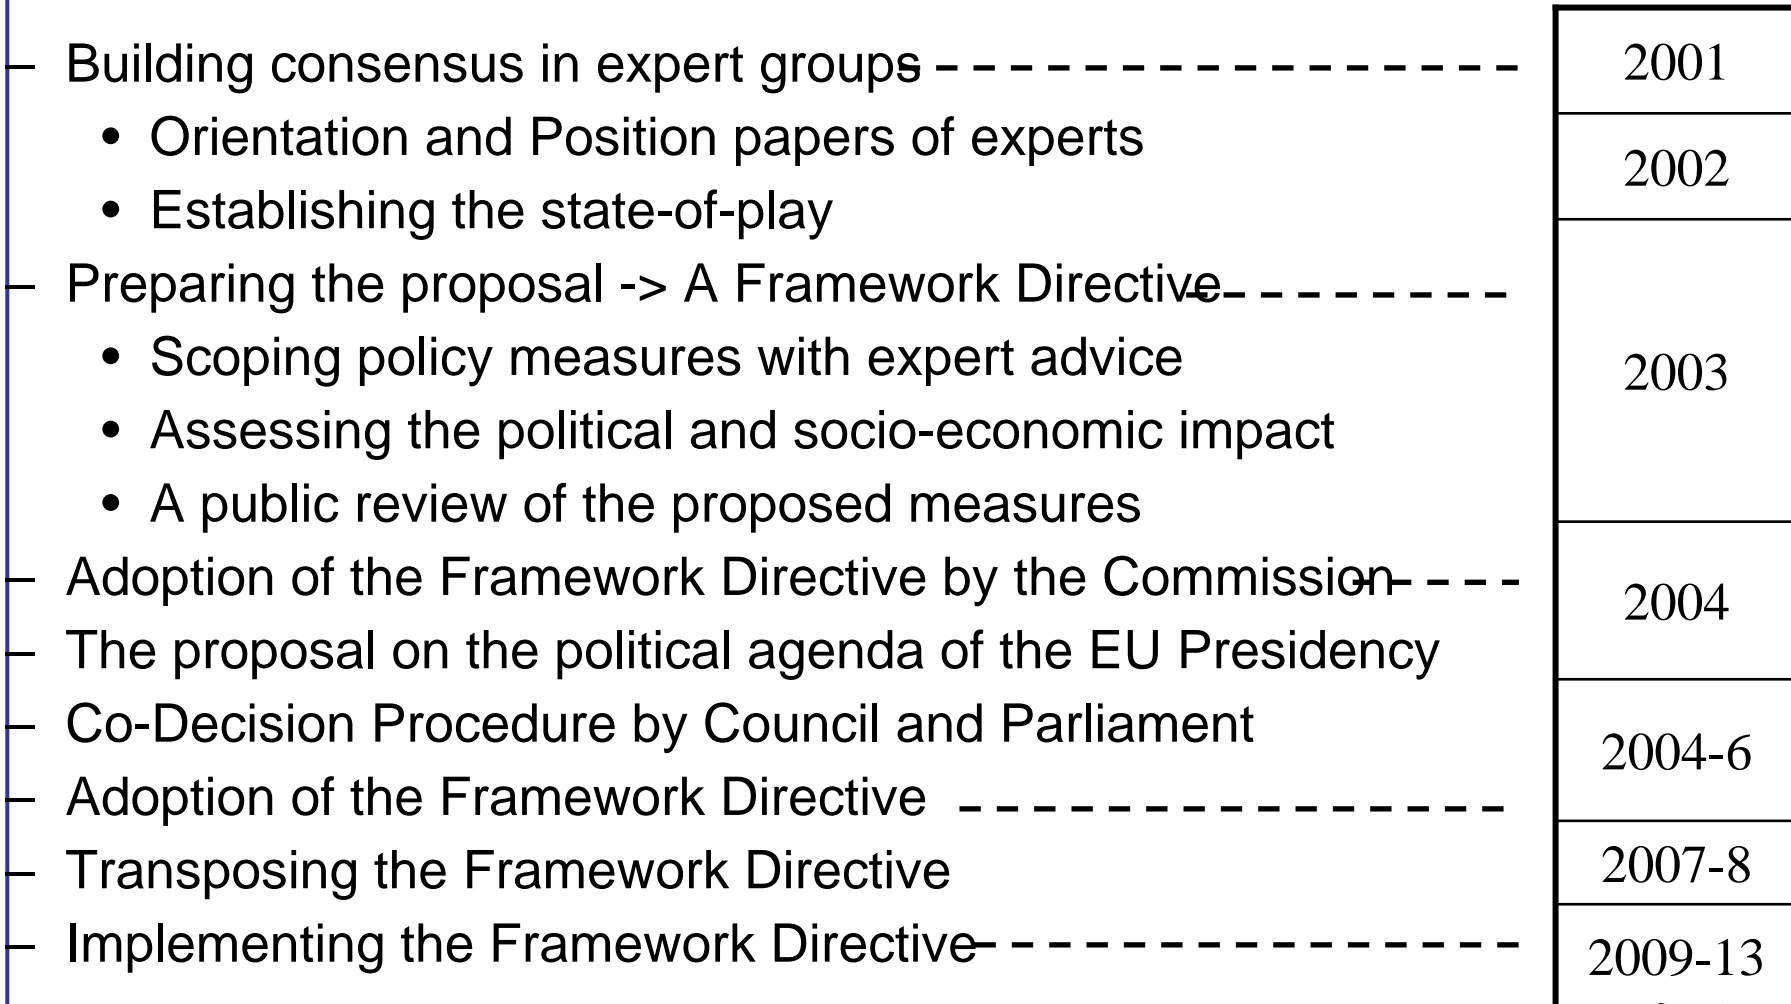 – Building consensus in expert groups 2001
• Orientation and Position papers of experts 2002
• Establishing the state-of-play
– Preparing the proposal -> A Framework Directive
• Scoping policy measures with expert advice 2003
• Assessing the political and socio-economic impact
• A public review of the proposed measures
– Adoption of the Framework Directive by the Commission 2004
– The proposal on the political agenda of the EU Presidency
– Co-Decision Procedure by Council and Parliament 2004-6
– Adoption of the Framework Directive
– Transposing the Framework Directive 2007-8
– Implementing the Framework Directive 2009-13